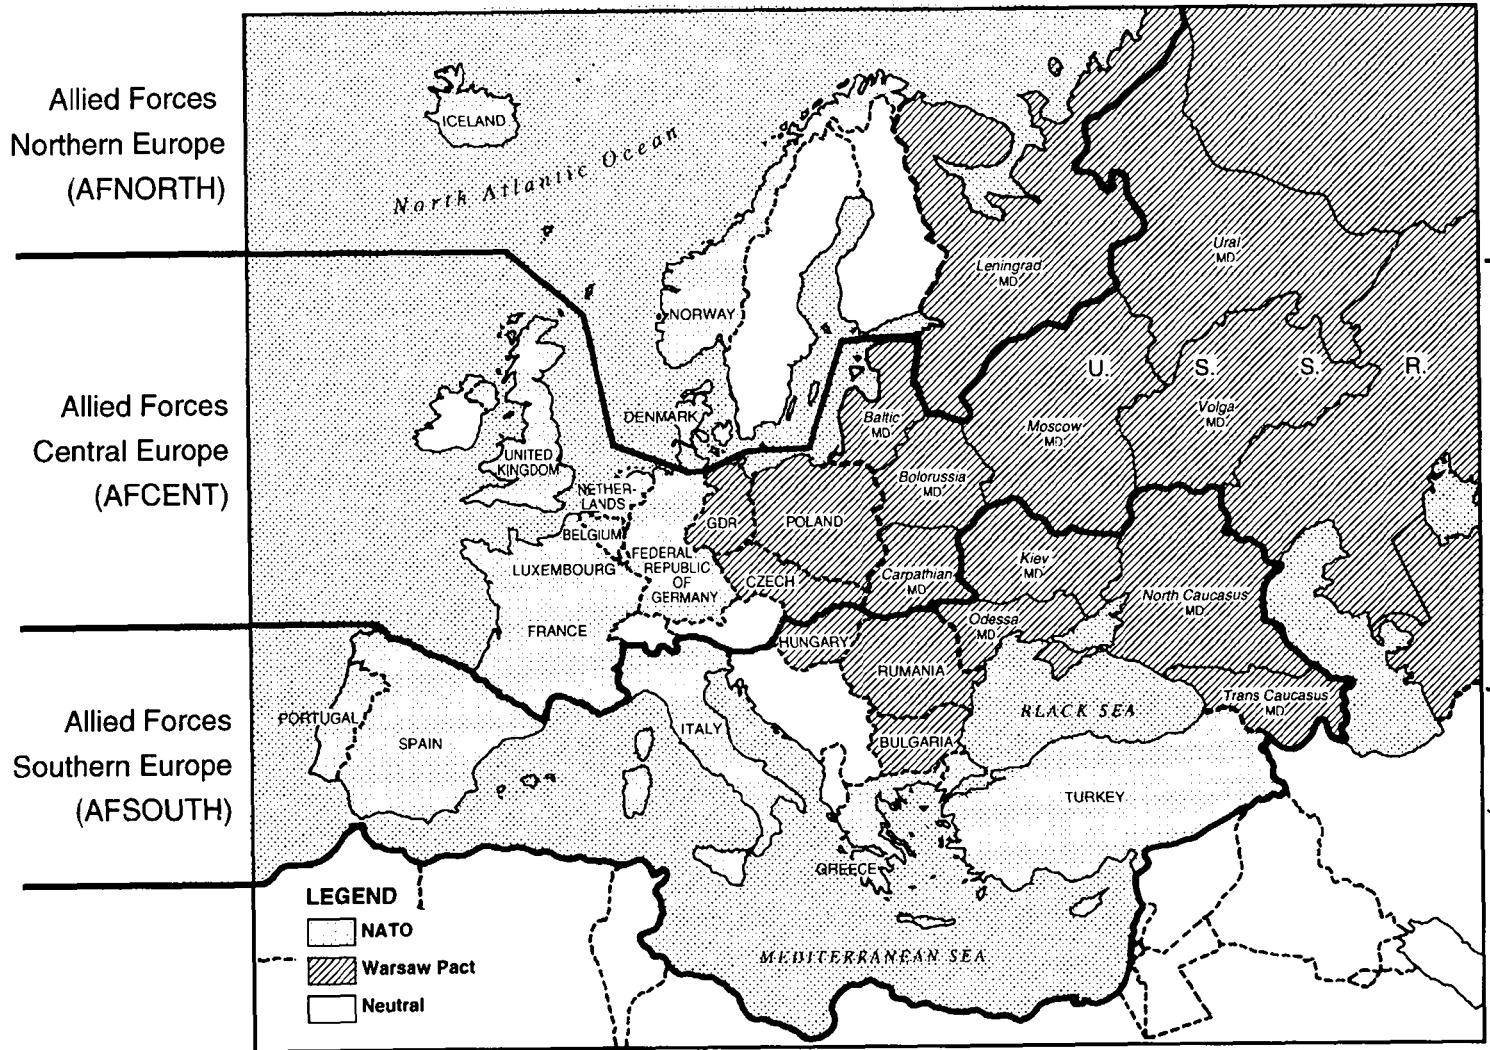 Allied Forces
Northern Europe
(AFNORTH)
Allied Forces
Central Europe
(AFCENT)
Allied Forces
Southern Europe
(AFSOUTH)
ICELAND
North Atlantic Ocean
NORWAY
DENMARK
UNITED
KINGDOM
NETHER-
LANDS
BELGIUM
LUXEMBOURG
FEDERAL
REPUBLIC
OF
GERMANY
GDR
POLAND
CZECH
FRANCE
HUNGARY
RUMANIA
BULGARIA
PORTUGAL
SPAIN
ITALY
GREECE
TURKEY
BLACK SEA
MEDITERRANEAN SEA
Leningrad
MD
Ural
MD
U. S. S. R.
Baltic
MD
Moscow
MD
Volga
MD
Bolorussia
MD
Carpathian
MD
Kiev
MD
North Caucasus
MD
Odessa
MD
Trans Caucasus
MD
LEGEND
NATO
Warsaw Pact
Neutral